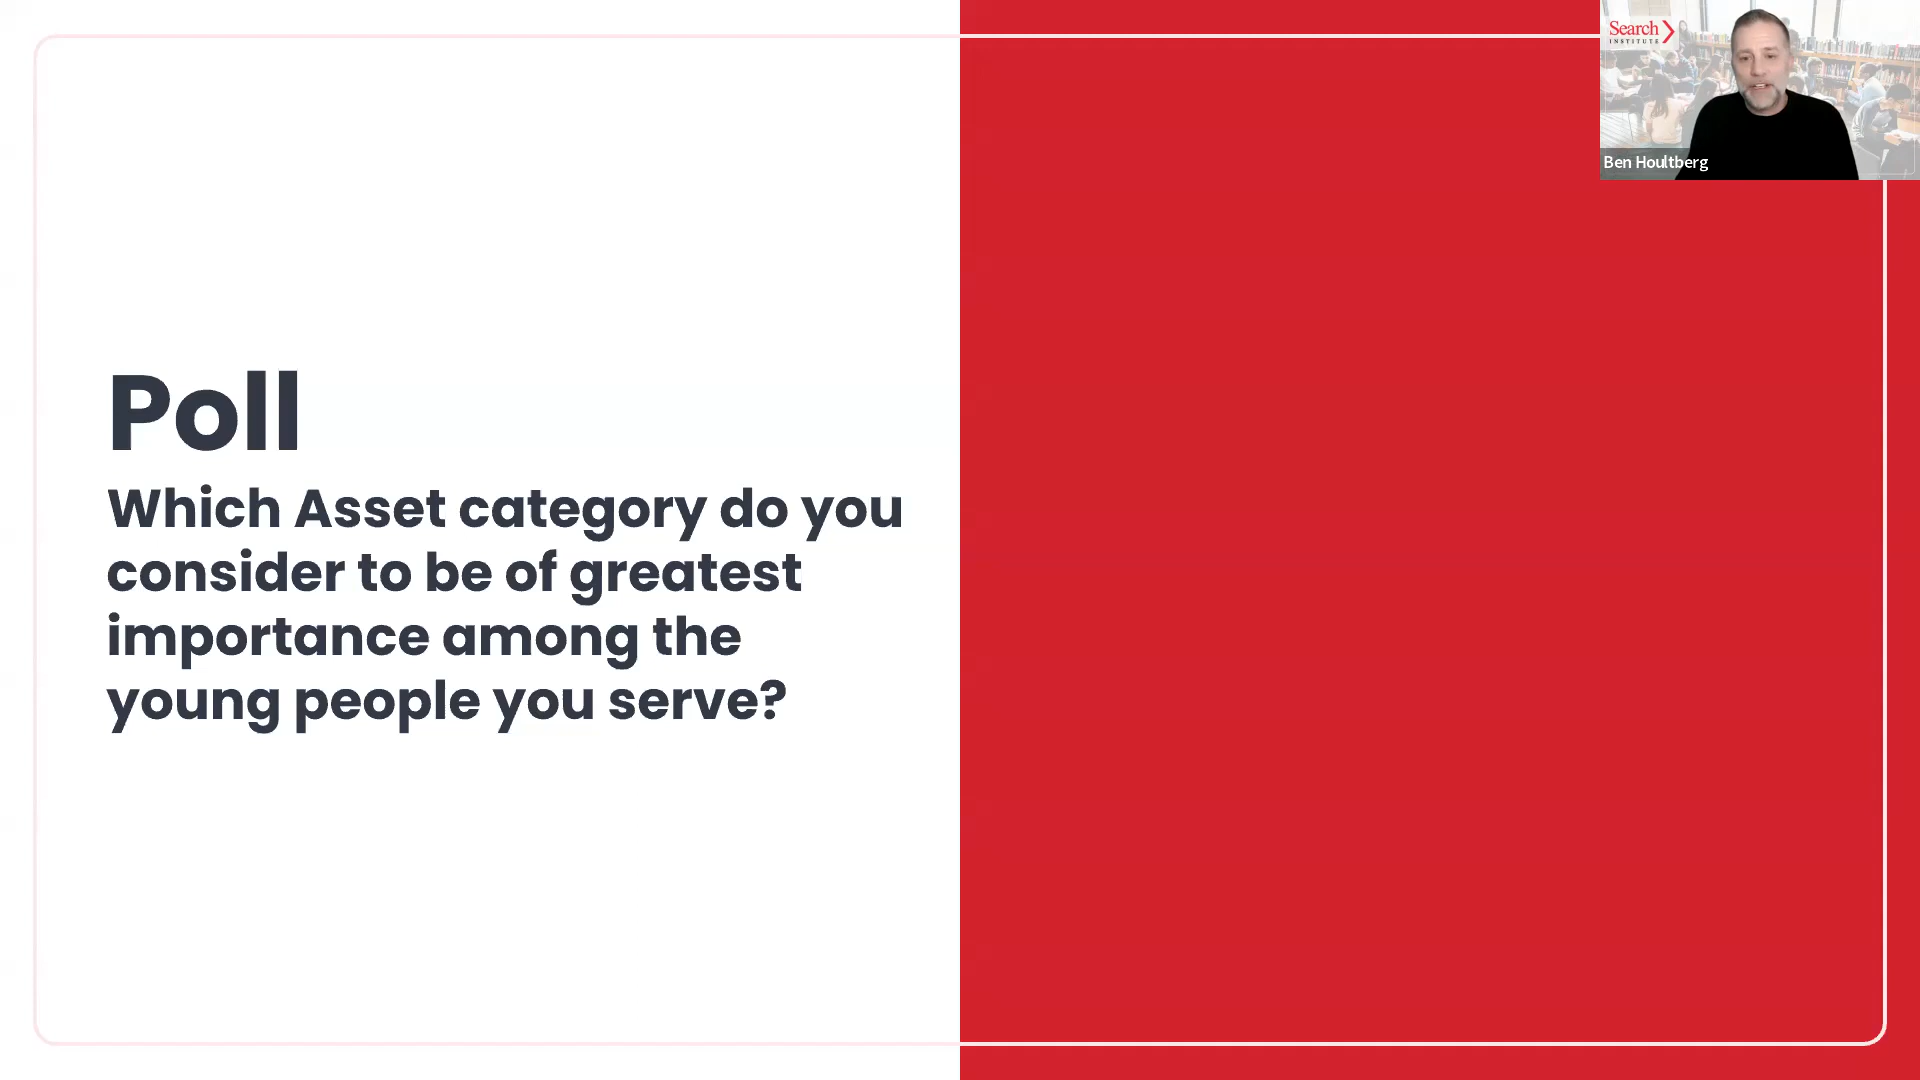 Search
INSTITUTE
Ben Houltberg
Poll
Which Asset category do you
consider to be of greatest
importance among the
young people you serve?